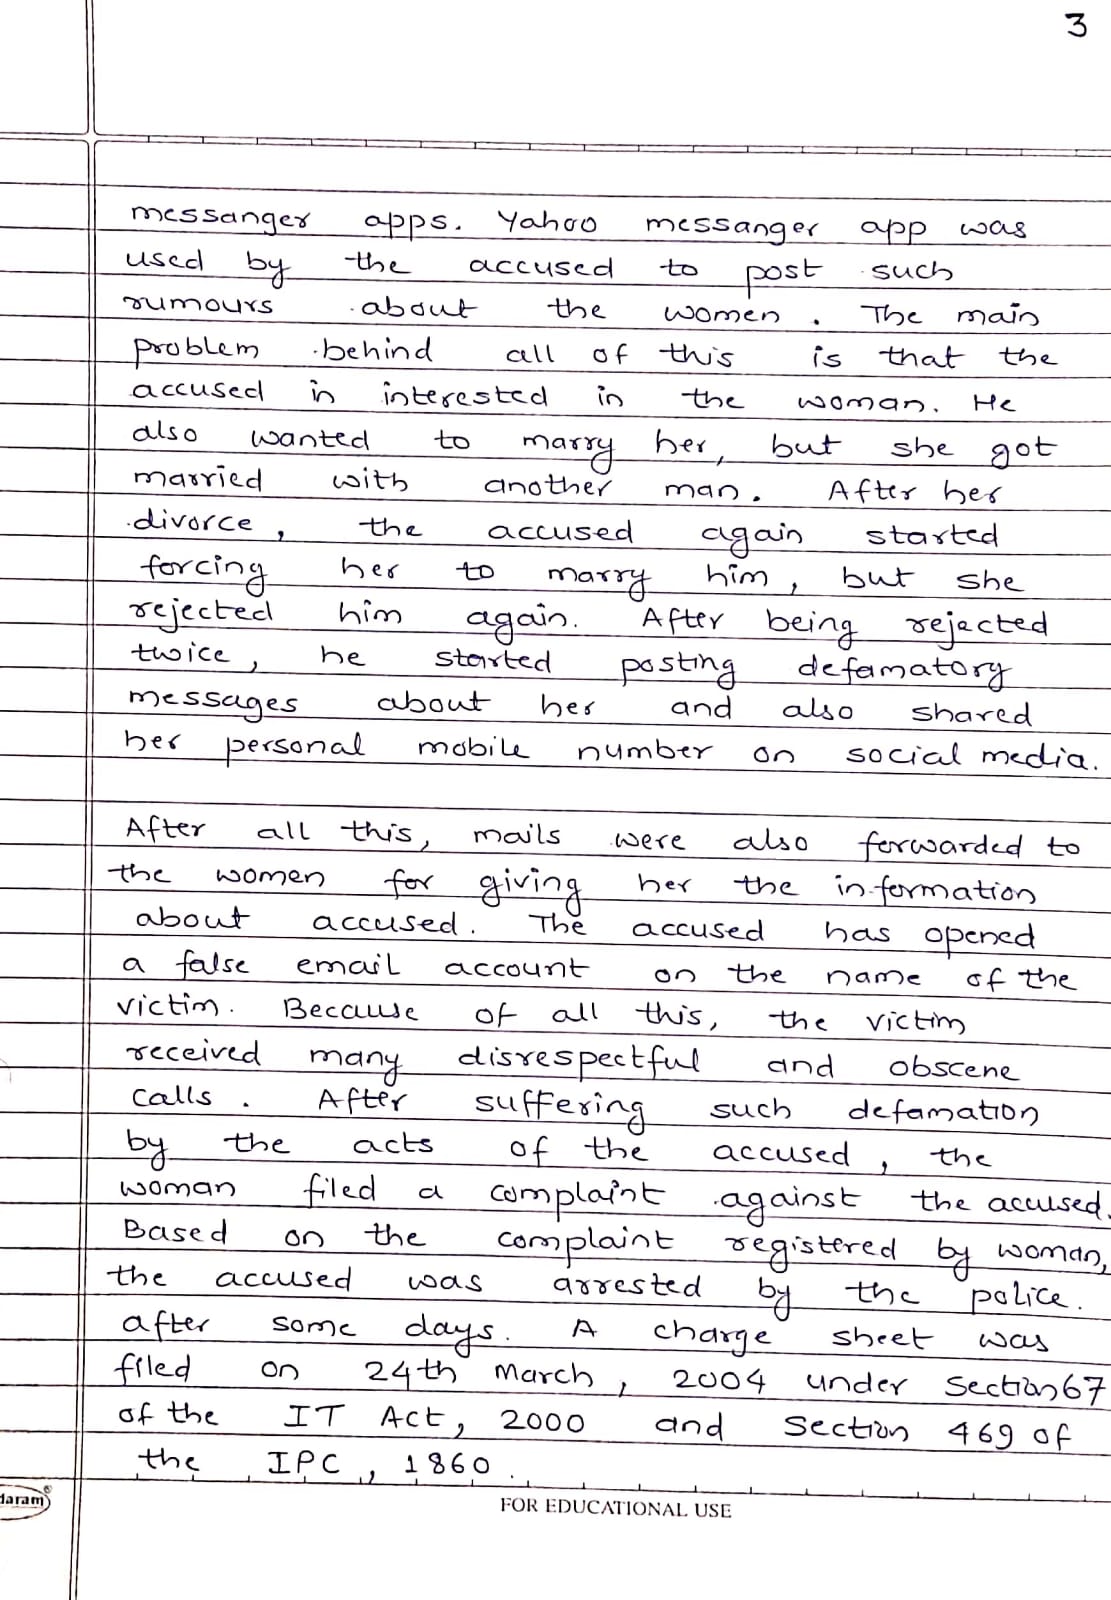 3
messanger apps. Yahoo messanger app was
used by the accused to post such
rumours about the women. The main
problem behind all of this is that the
accused in interested in the woman. He
also wanted to marry her, but she got
married with another man. After her
divorce, the accused again started
forcing her to marry him, but she
rejected him again. After being rejected
twice, he started posting defamatory
messages about her and also shared
her personal mobile number on social media.
After all this, mails were also forwarded to
the women for giving her the information
about accused. The accused has opened
a false email account on the name of the
victim. Because of all this, the victim
received many disrespectful and obscene
calls. After suffering such defamation
by the acts of the accused, the
woman filed a complaint against the accused.
Based on the complaint registered by woman,
the accused was arrested by the police.
after some days. A charge sheet was
filed on 24th March, 2004 under Section 67
of the IT Act, 2000 and Section 469 of
the IPC, 1860.
daram®
FOR EDUCATIONAL USE